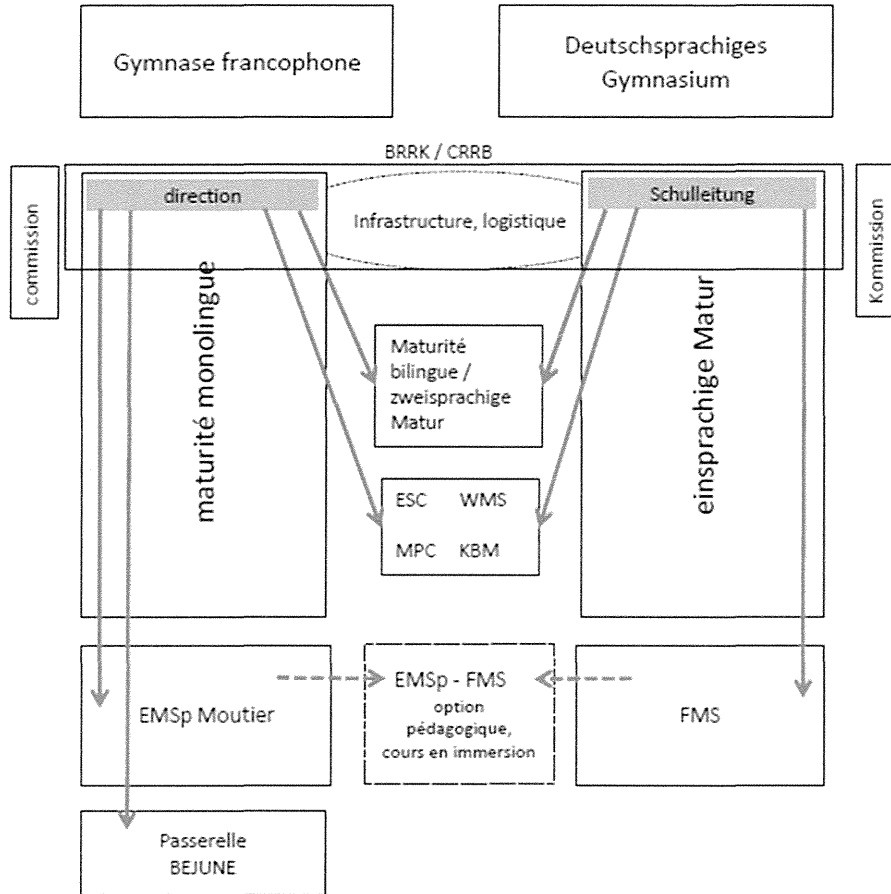 Gymnase francophone
Deutschsprachiges
Gymnasium
BRRK / CRRB
commission
direction
Infrastructure, logistique
Schulleitung
Kommission
maturité monolingue
Maturité
bilingue /
zweisprachige
Matur
einsprachige Matur
ESC WMS
MPC KBM
EMSp Moutier
EMSp - FMS
option
pédagogique,
cours en immersion
FMS
Passerelle
BEJUNE